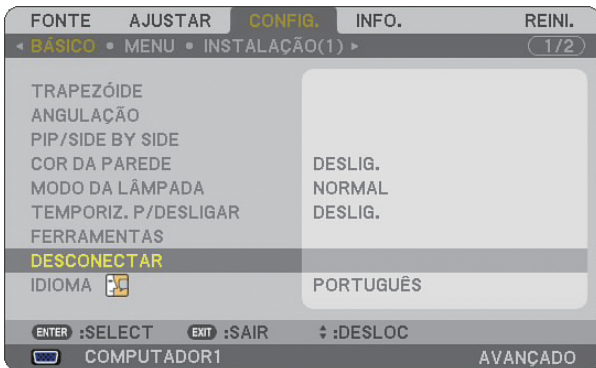 FONTE AJUSTAR CONFIG. INFO. REINI.
BÁSICO • MENU • INSTALAÇÃO(1) 1/2
TRAPEZÓIDE
ANGULAÇÃO
PIP/SIDE BY SIDE
COR DA PAREDE DESLIG.
MODO DA LÂMPADA NORMAL
TEMPORIZ. P/DESLIGAR DESLIG.
FERRAMENTAS
DESCONECTAR
IDIOMA PORTUGUÊS
ENTER :SELECT EXIT :SAIR :DESLOC
COMPUTADOR1 AVANÇADO